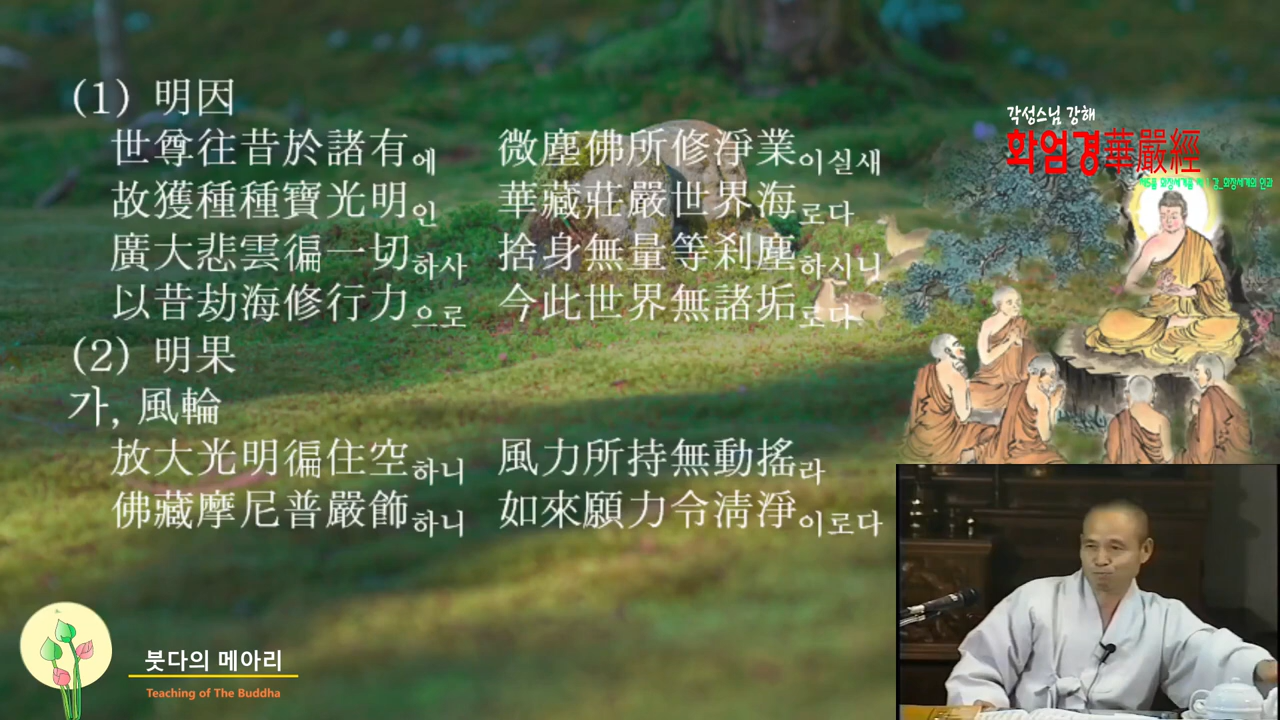 (1) 明因
世尊往昔於諸有에 微塵佛所修淨業이실새
故獲種種寶光明인 華藏莊嚴世界海로다
廣大悲雲徧一切하사 捨身無量等刹塵하시니
以昔劫海修行力으로 今此世界無諸垢로다
(2) 明果
가, 風輪
放大光明徧住空하니 風力所持無動搖라
佛藏摩尼普嚴飾하니 如來願力令淸淨이로다
각성스님 강해
화엄경華嚴經
붓다의 메아리
Teaching of The Buddha